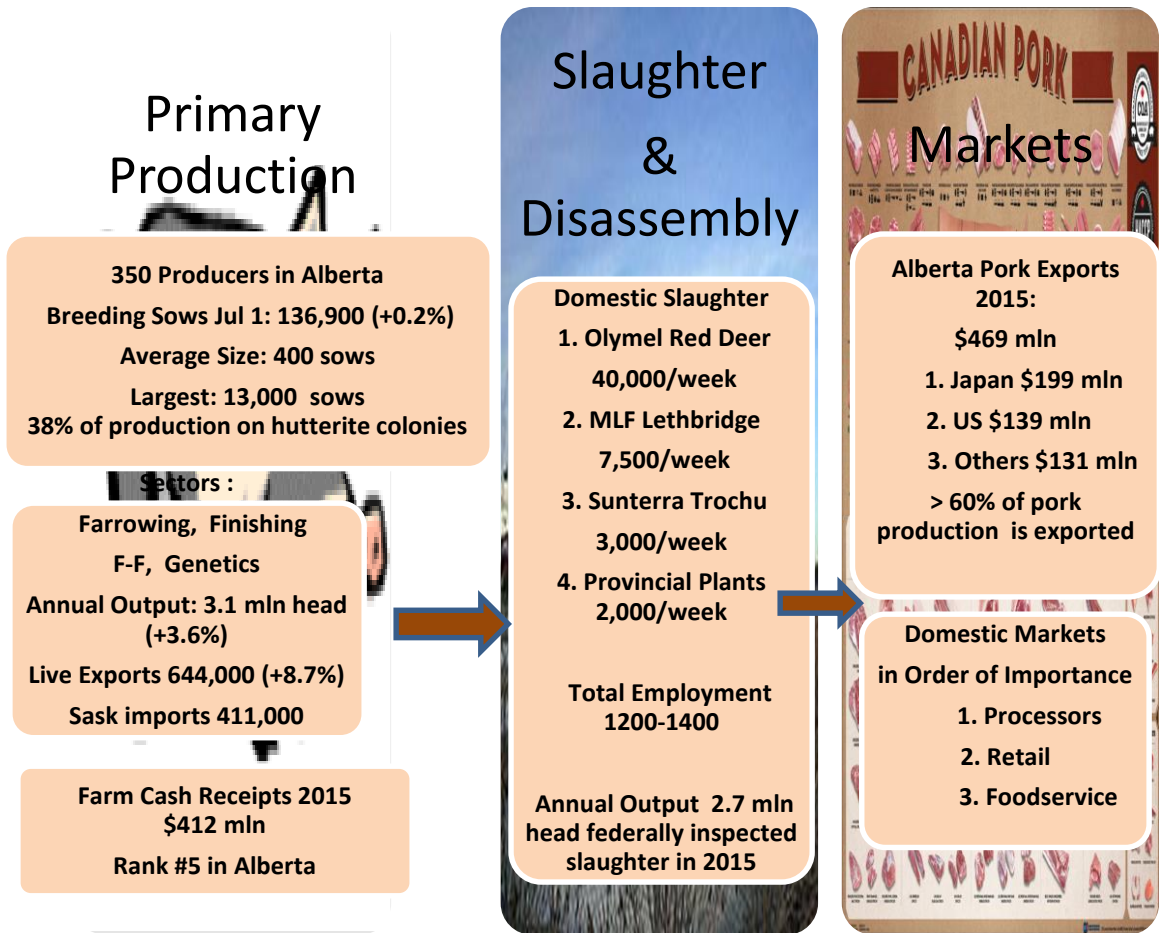 Primary
Production
350 Producers in Alberta
Breeding Sows Jul 1: 136,900 (+0.2%)
Average Size: 400 sows
Largest: 13,000 sows
38% of production on hutterite colonies
Sectors :
Farrowing, Finishing
F-F, Genetics
Annual Output: 3.1 mln head
(+3.6%)
Live Exports 644,000 (+8.7%)
Sask imports 411,000
Farm Cash Receipts 2015
$412 mln
Rank #5 in Alberta
Slaughter
&
Disassembly
Domestic Slaughter
1. Olymel Red Deer
40,000/week
2. MLF Lethbridge
7,500/week
3. Sunterra Trochu
3,000/week
4. Provincial Plants
2,000/week
Total Employment
1200-1400
Annual Output 2.7 mln
head federally inspected
slaughter in 2015
CANADIAN PORK
CQA
Markets
Alberta Pork Exports
2015:
$469 mln
1. Japan $199 mln
2. US $139 mln
3. Others $131 mln
> 60% of pork
production is exported
Domestic Markets
in Order of Importance
1. Processors
2. Retail
3. Foodservice